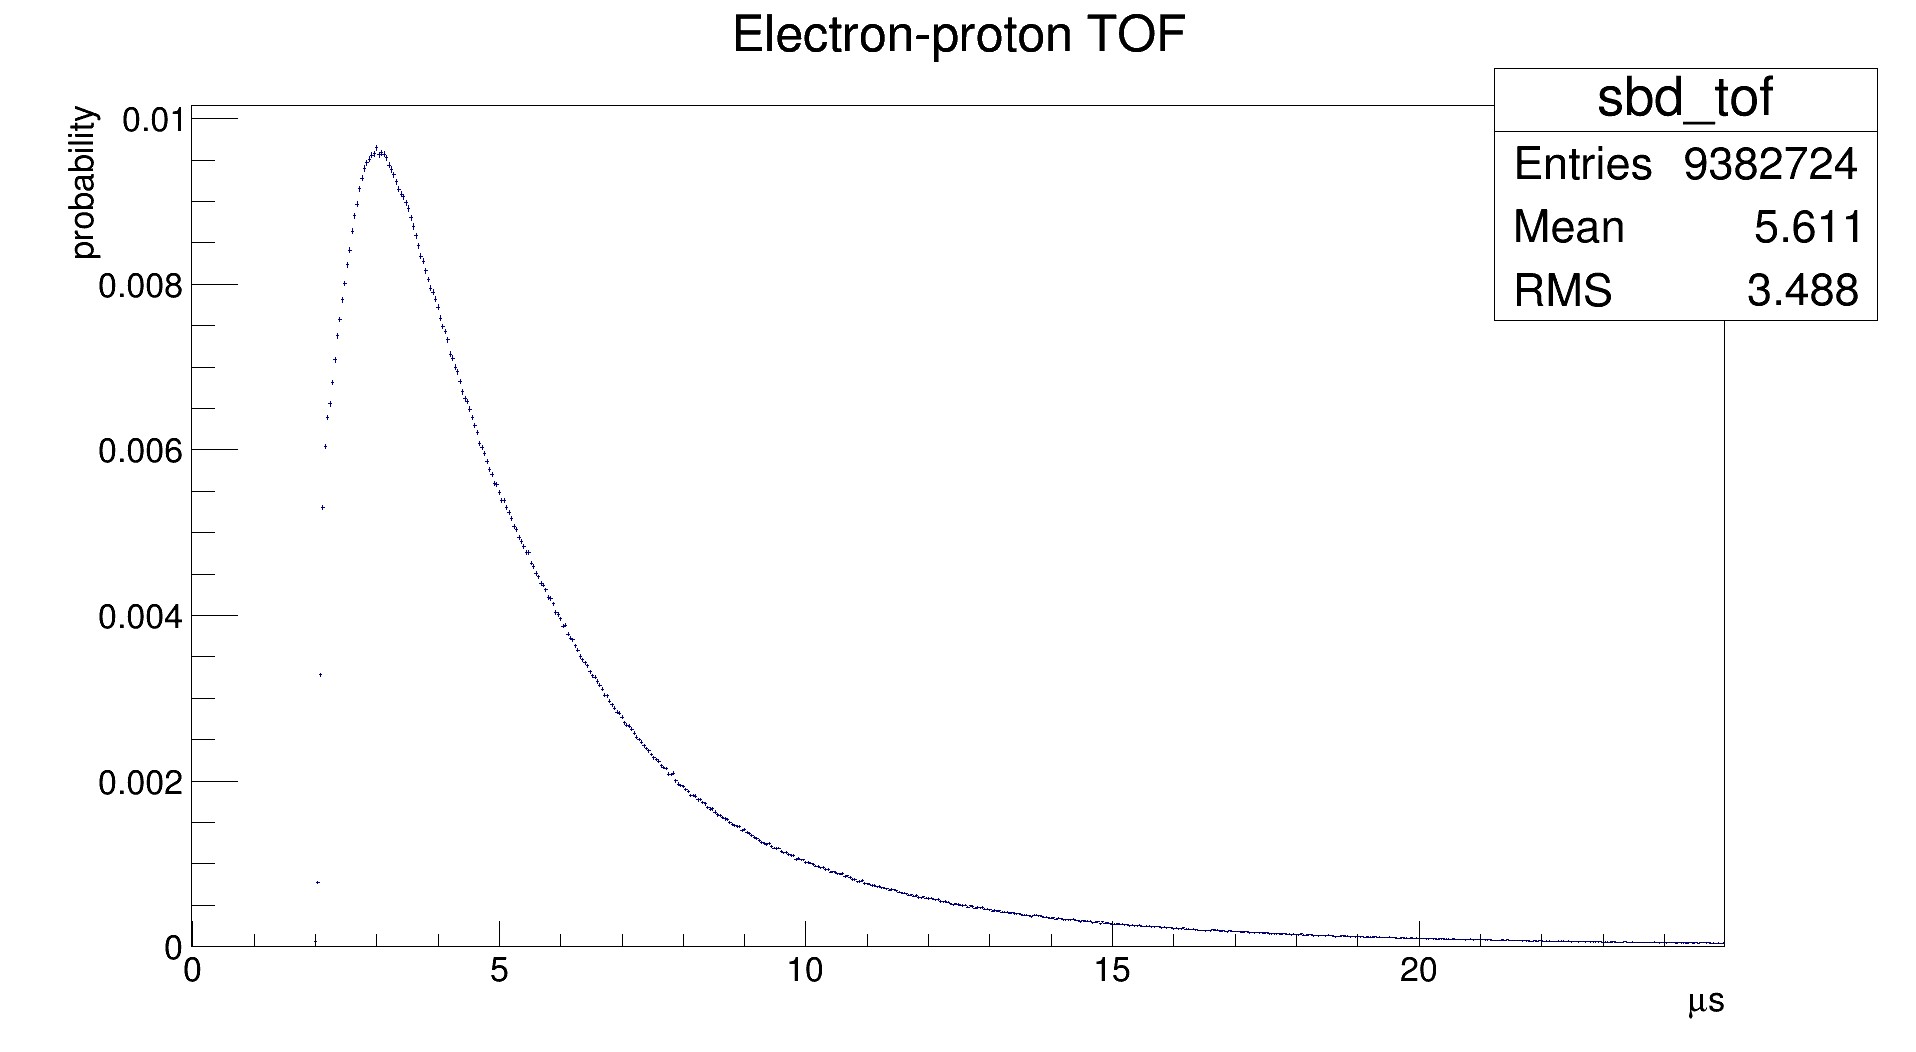 Electron-proton TOF
sbd_tof
Entries 9382724
Mean 5.611
RMS 3.488
probability
0.01
0.008
0.006
0.004
0.002
0
0 5 10 15 20
μs